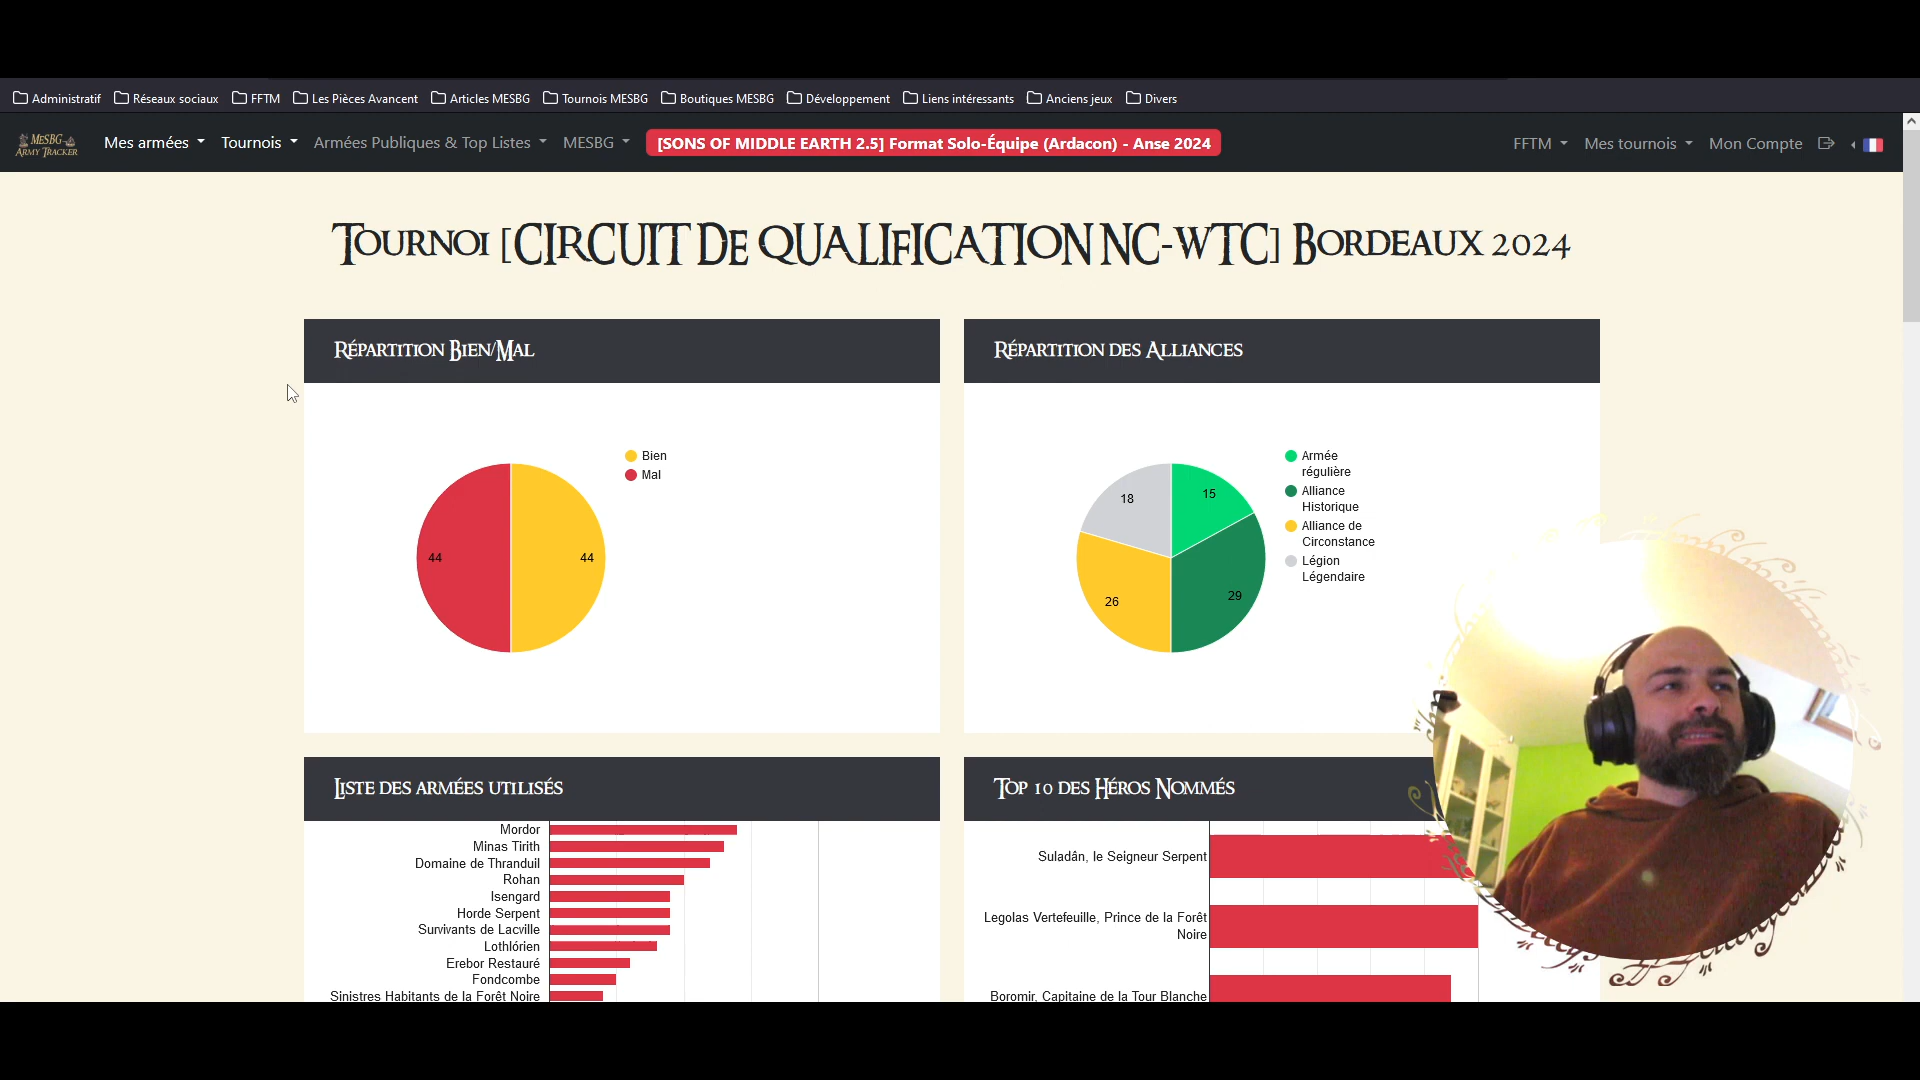 Administratif Réseaux sociaux FFTM Les Pièces Avancent Articles MESBG Tournois MESBG Boutiques MESBG Développement Liens intéressants Anciens jeux Divers
MESBG
ARMY TRACKER
Mes armées Tournois Armées Publiques & Top Listes MESBG [SONS OF MIDDLE EARTH 2.5] Format Solo-Équipe (Ardacon) - Anse 2024 FFTM Mes tournois Mon Compte
Tournoi [CIRCUIT De QUALIfICATION NC-WTC] Bordeaux 2024
Répartition Bien/Mal
Bien
Mal
44
44
Répartition des Alliances
Armée
régulière
Alliance
Historique
Alliance de
Circonstance
Légion
Légendaire
18
15
26
29
Liste des armées utilisés
Mordor
Minas Tirith
Domaine de Thranduil
Rohan
Isengard
Horde Serpent
Survivants de Lacville
Lothlórien
Erebor Restauré
Fondcombe
Sinistres Habitants de la Forêt Noire
Top 10 des Héros Nommés
Suladân, le Seigneur Serpent
Legolas Vertefeuille, Prince de la Forêt
Noire
Boromir, Capitaine de la Tour Blanche